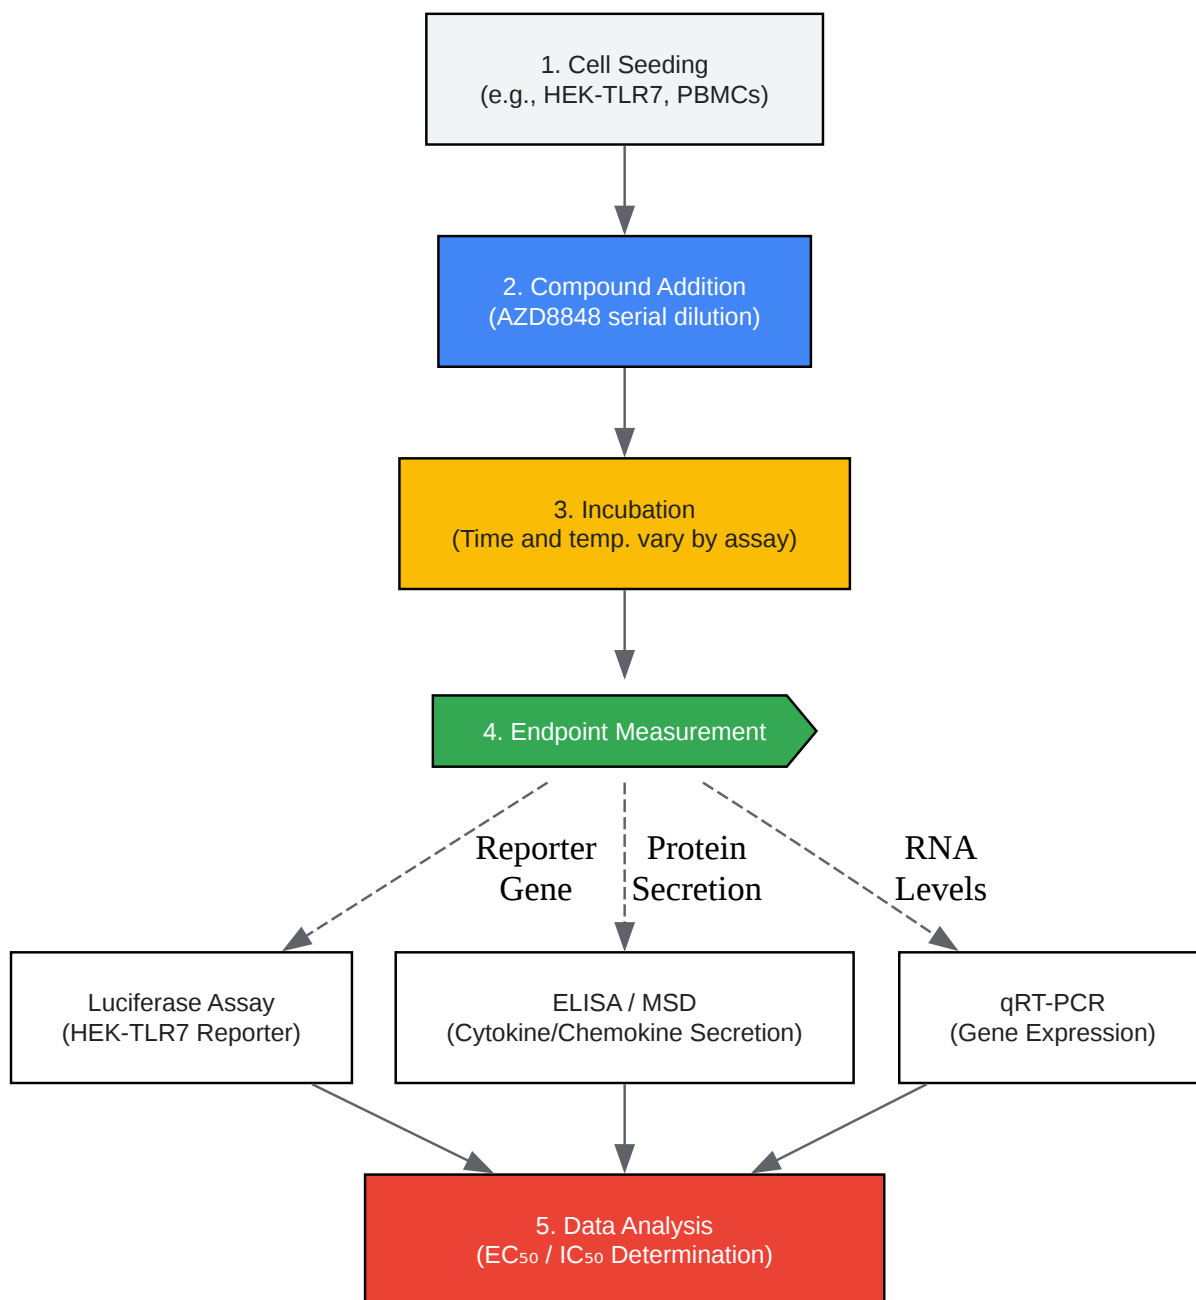 1. Cell Seeding
(e.g., HEK-TLR7, PBMCs)
2. Compound Addition
(AZD8848 serial dilution)
3. Incubation
(Time and temp. vary by assay)
4. Endpoint Measurement
Reporter
Gene
Protein
Secretion
RNA
Levels
Luciferase Assay
(HEK-TLR7 Reporter)
ELISA / MSD
(Cytokine/Chemokine Secretion)
qRT-PCR
(Gene Expression)
5. Data Analysis
(EC₅₀ / IC₅₀ Determination)